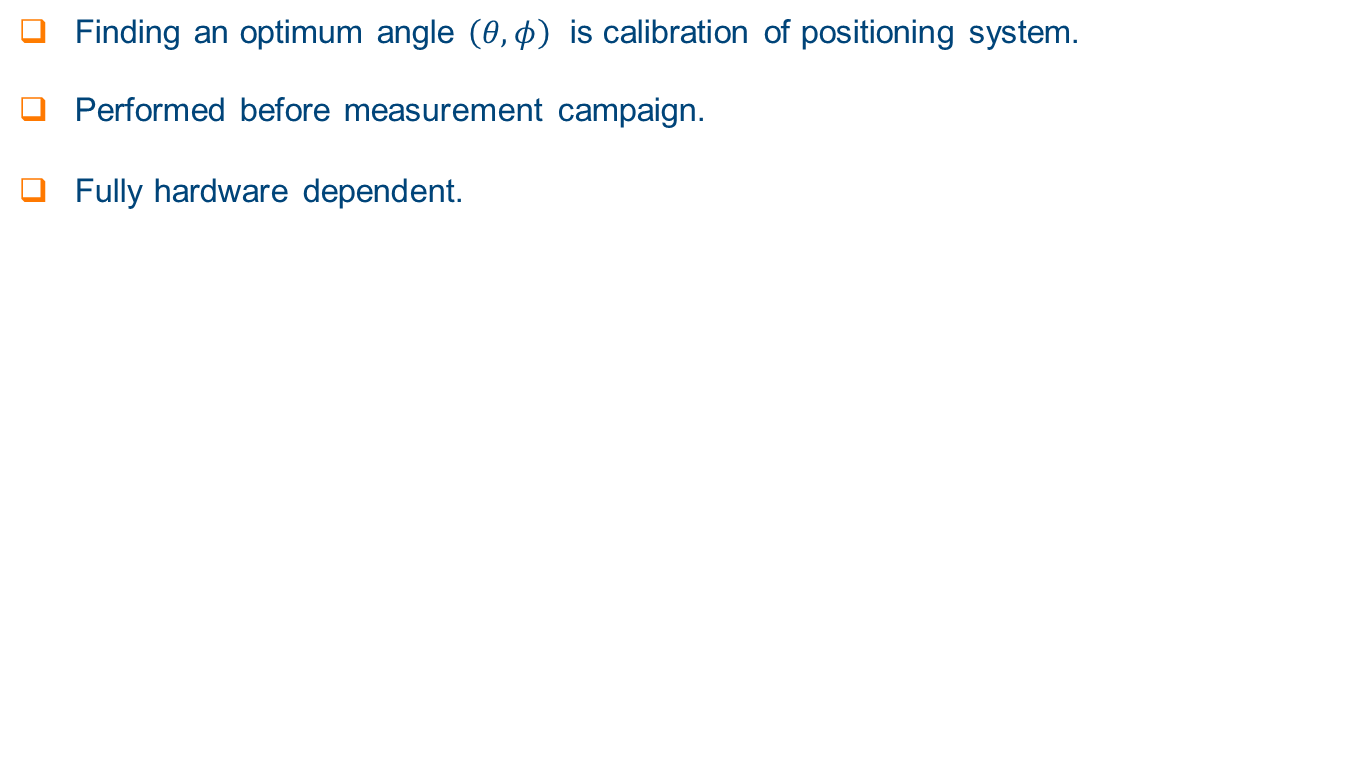 ❑ Finding an optimum angle (𝜃, 𝜙) is calibration of positioning system.
❑ Performed before measurement campaign.
❑ Fully hardware dependent.